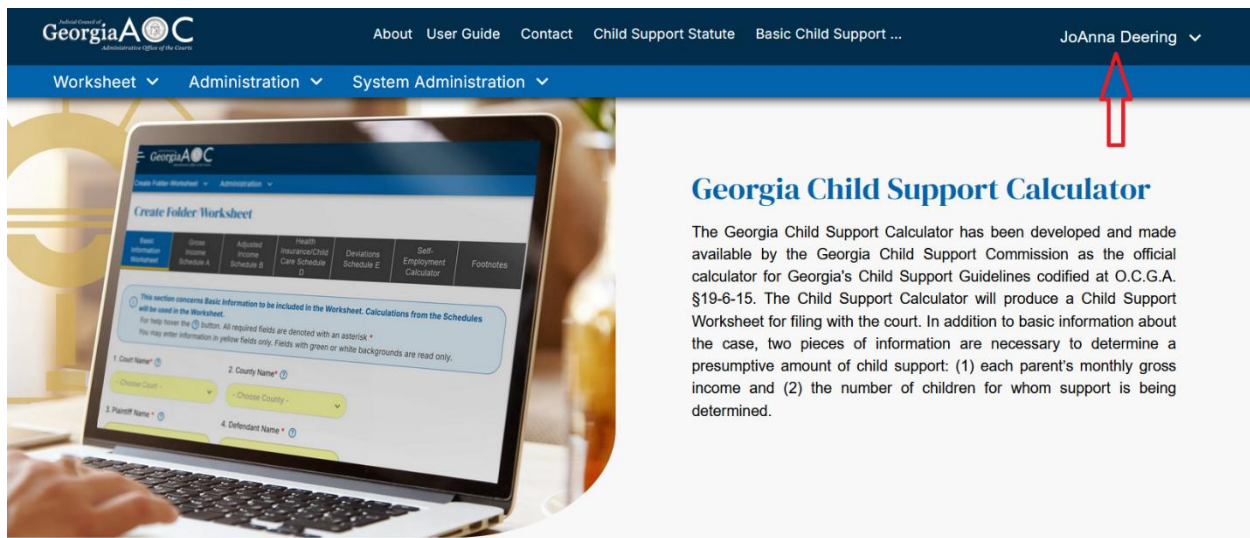 Judicial Council of
GeorgiaAOC
Administrative Office of the Courts
About User Guide Contact Child Support Statute Basic Child Support ...
JoAnna Deering
Worksheet Administration System Administration
GeorgiaAOC
Create Folder/Worksheet Administration
Create Folder/Worksheet
Basic Information Worksheet
Gross Income Schedule A
Adjusted Income Schedule B
Health Insurance/Child Care Schedule D
Deviations Schedule E
Self-Employment Calculator
Footnotes
This section concerns Basic Information to be included in the Worksheet. Calculations from the Schedules
will be used in the Worksheet.
For help hover the ? button. All required fields are denoted with an asterisk *
You may enter information in yellow fields only. Fields with green or white backgrounds are read only.
1. Court Name* ?
2. County Name* ?
- Choose Court -
- Choose County -
3. Plaintiff Name * ?
4. Defendant Name * ?
Georgia Child Support Calculator
The Georgia Child Support Calculator has been developed and made
available by the Georgia Child Support Commission as the official
calculator for Georgia's Child Support Guidelines codified at O.C.G.A.
§19-6-15. The Child Support Calculator will produce a Child Support
Worksheet for filing with the court. In addition to basic information about
the case, two pieces of information are necessary to determine a
presumptive amount of child support: (1) each parent's monthly gross
income and (2) the number of children for whom support is being
determined.